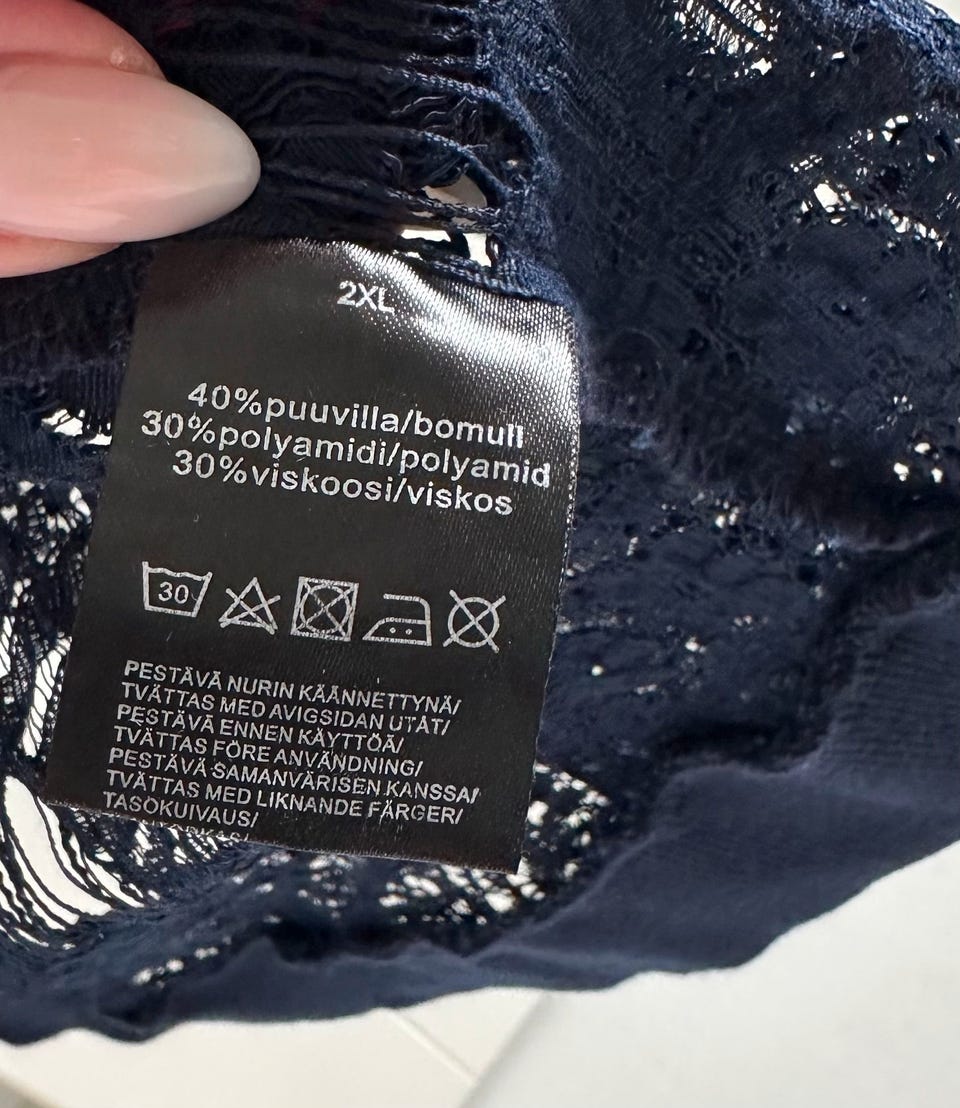 2XL
40%puuvilla/bomull
30%polyamidi/polyamid
30%viskoosi/viskos
30
PESTÄVÄ NURIN KÄÄNNETTYNÄ/
TVÄTTAS MED AVIGSIDAN UTÅT/
PESTÄVÄ ENNEN KÄYTTÖÄ/
TVÄTTAS FÖRE ANVÄNDNING/
PESTÄVÄ SAMANVÄRISEN KANSSA/
TVÄTTAS MED LIKNANDE FÄRGER/
TASOKUIVAUS/